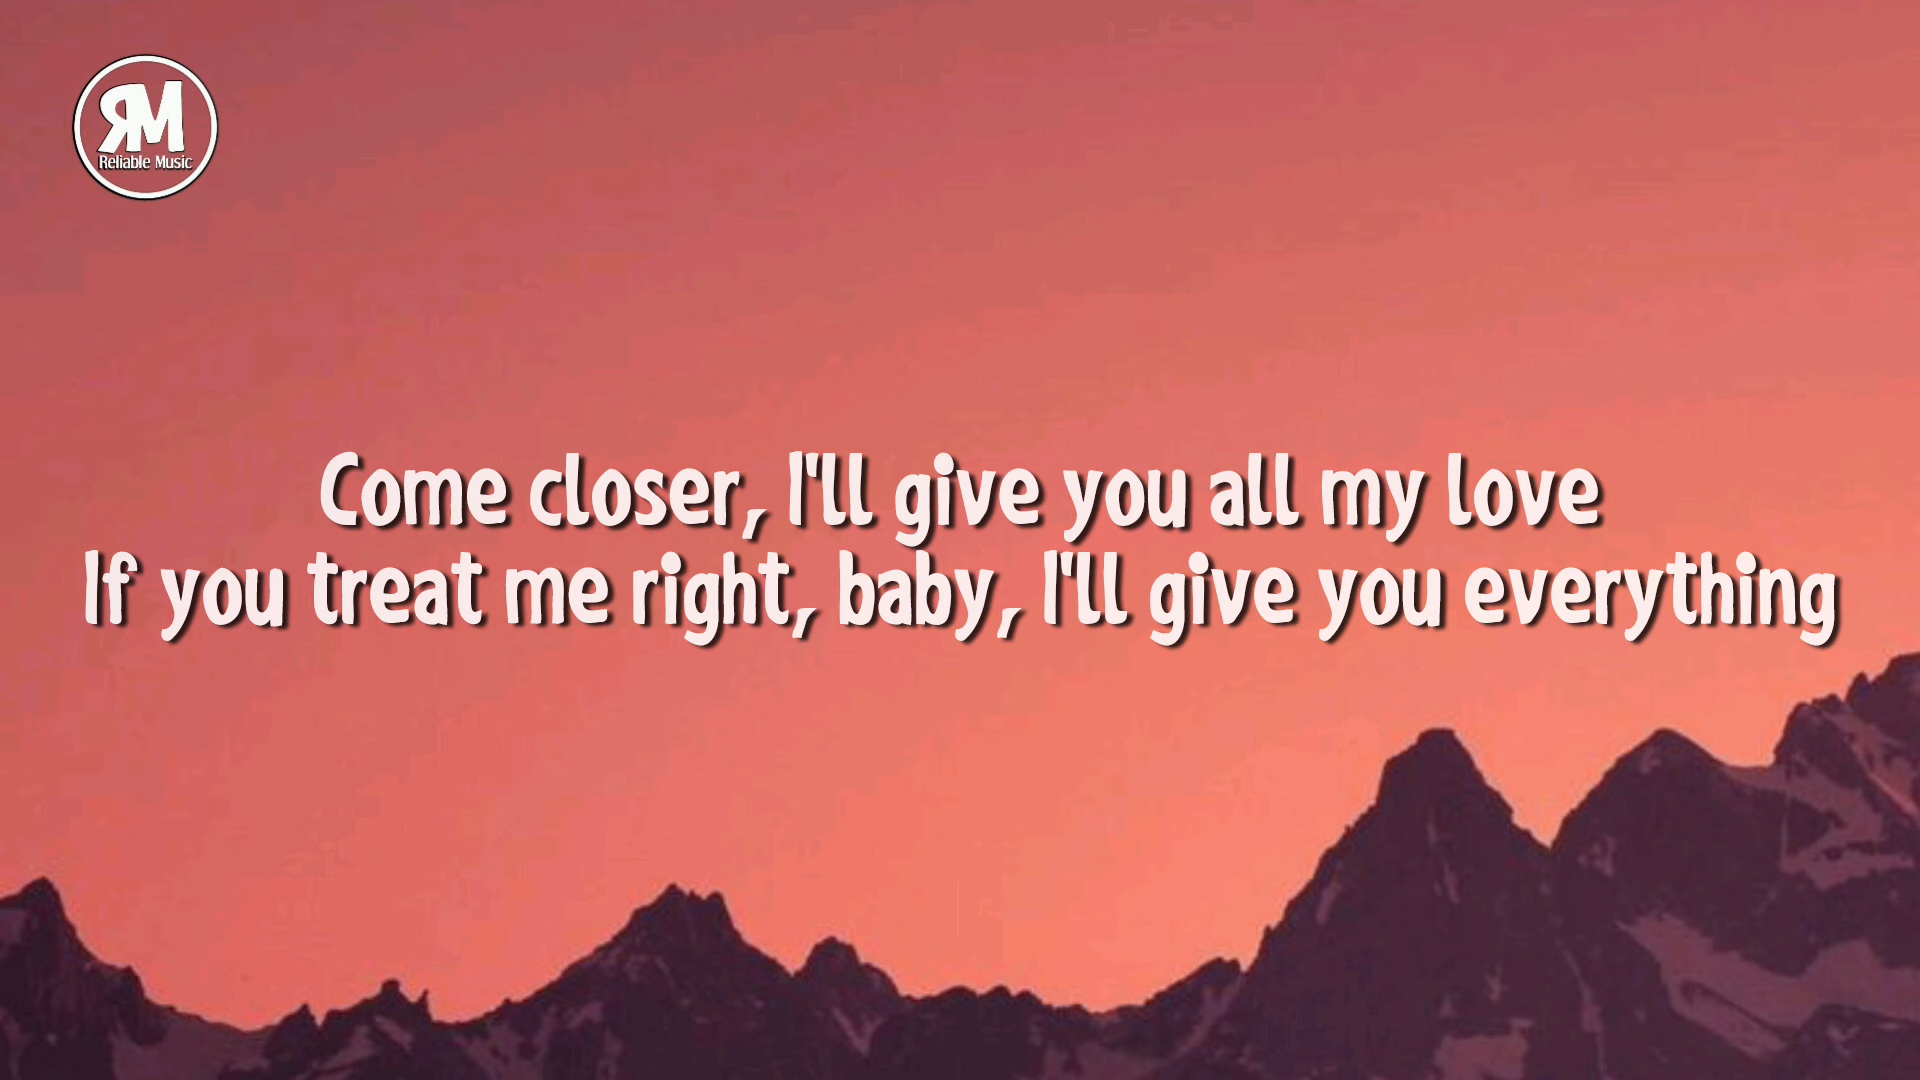 RM
Reliable Music
Come closer, I'll give you all my love
If you treat me right, baby, I'll give you everything